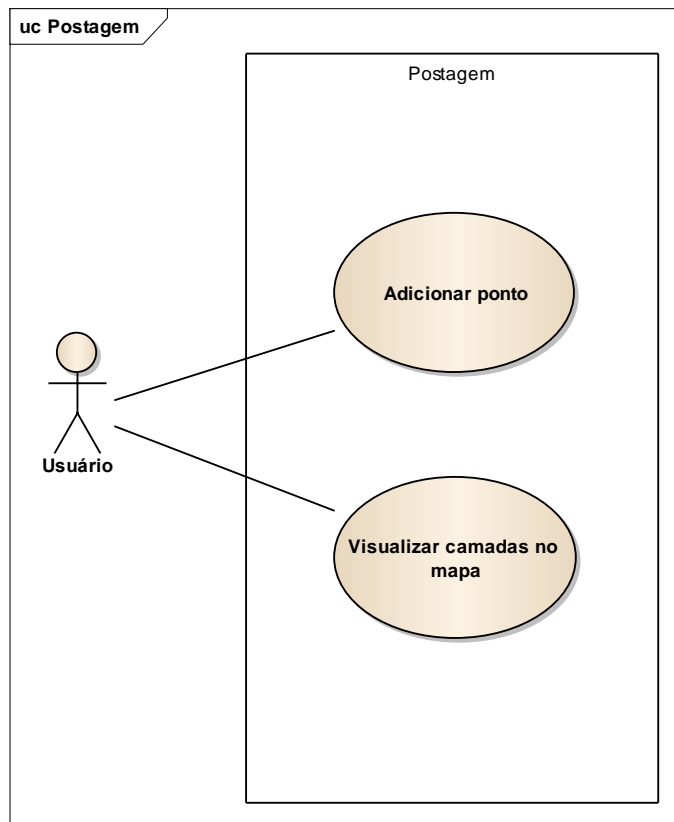 uc Postagem
Postagem
Adicionar ponto
Usuário
Visualizar camadas no
mapa